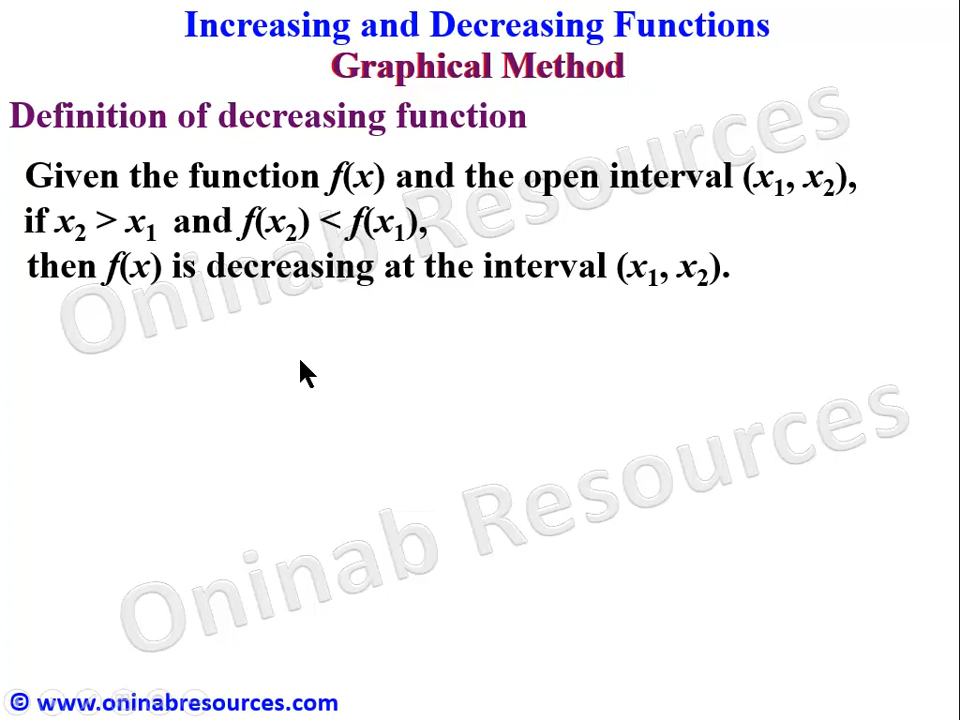 Increasing and Decreasing Functions
Graphical Method
Definition of decreasing function
Given the function f(x) and the open interval (x₁, x₂),
if x₂ > x₁ and f(x₂) < f(x₁),
then f(x) is decreasing at the interval (x₁, x₂).
Oninab Resources
Oninab Resources
© www.oninabresources.com